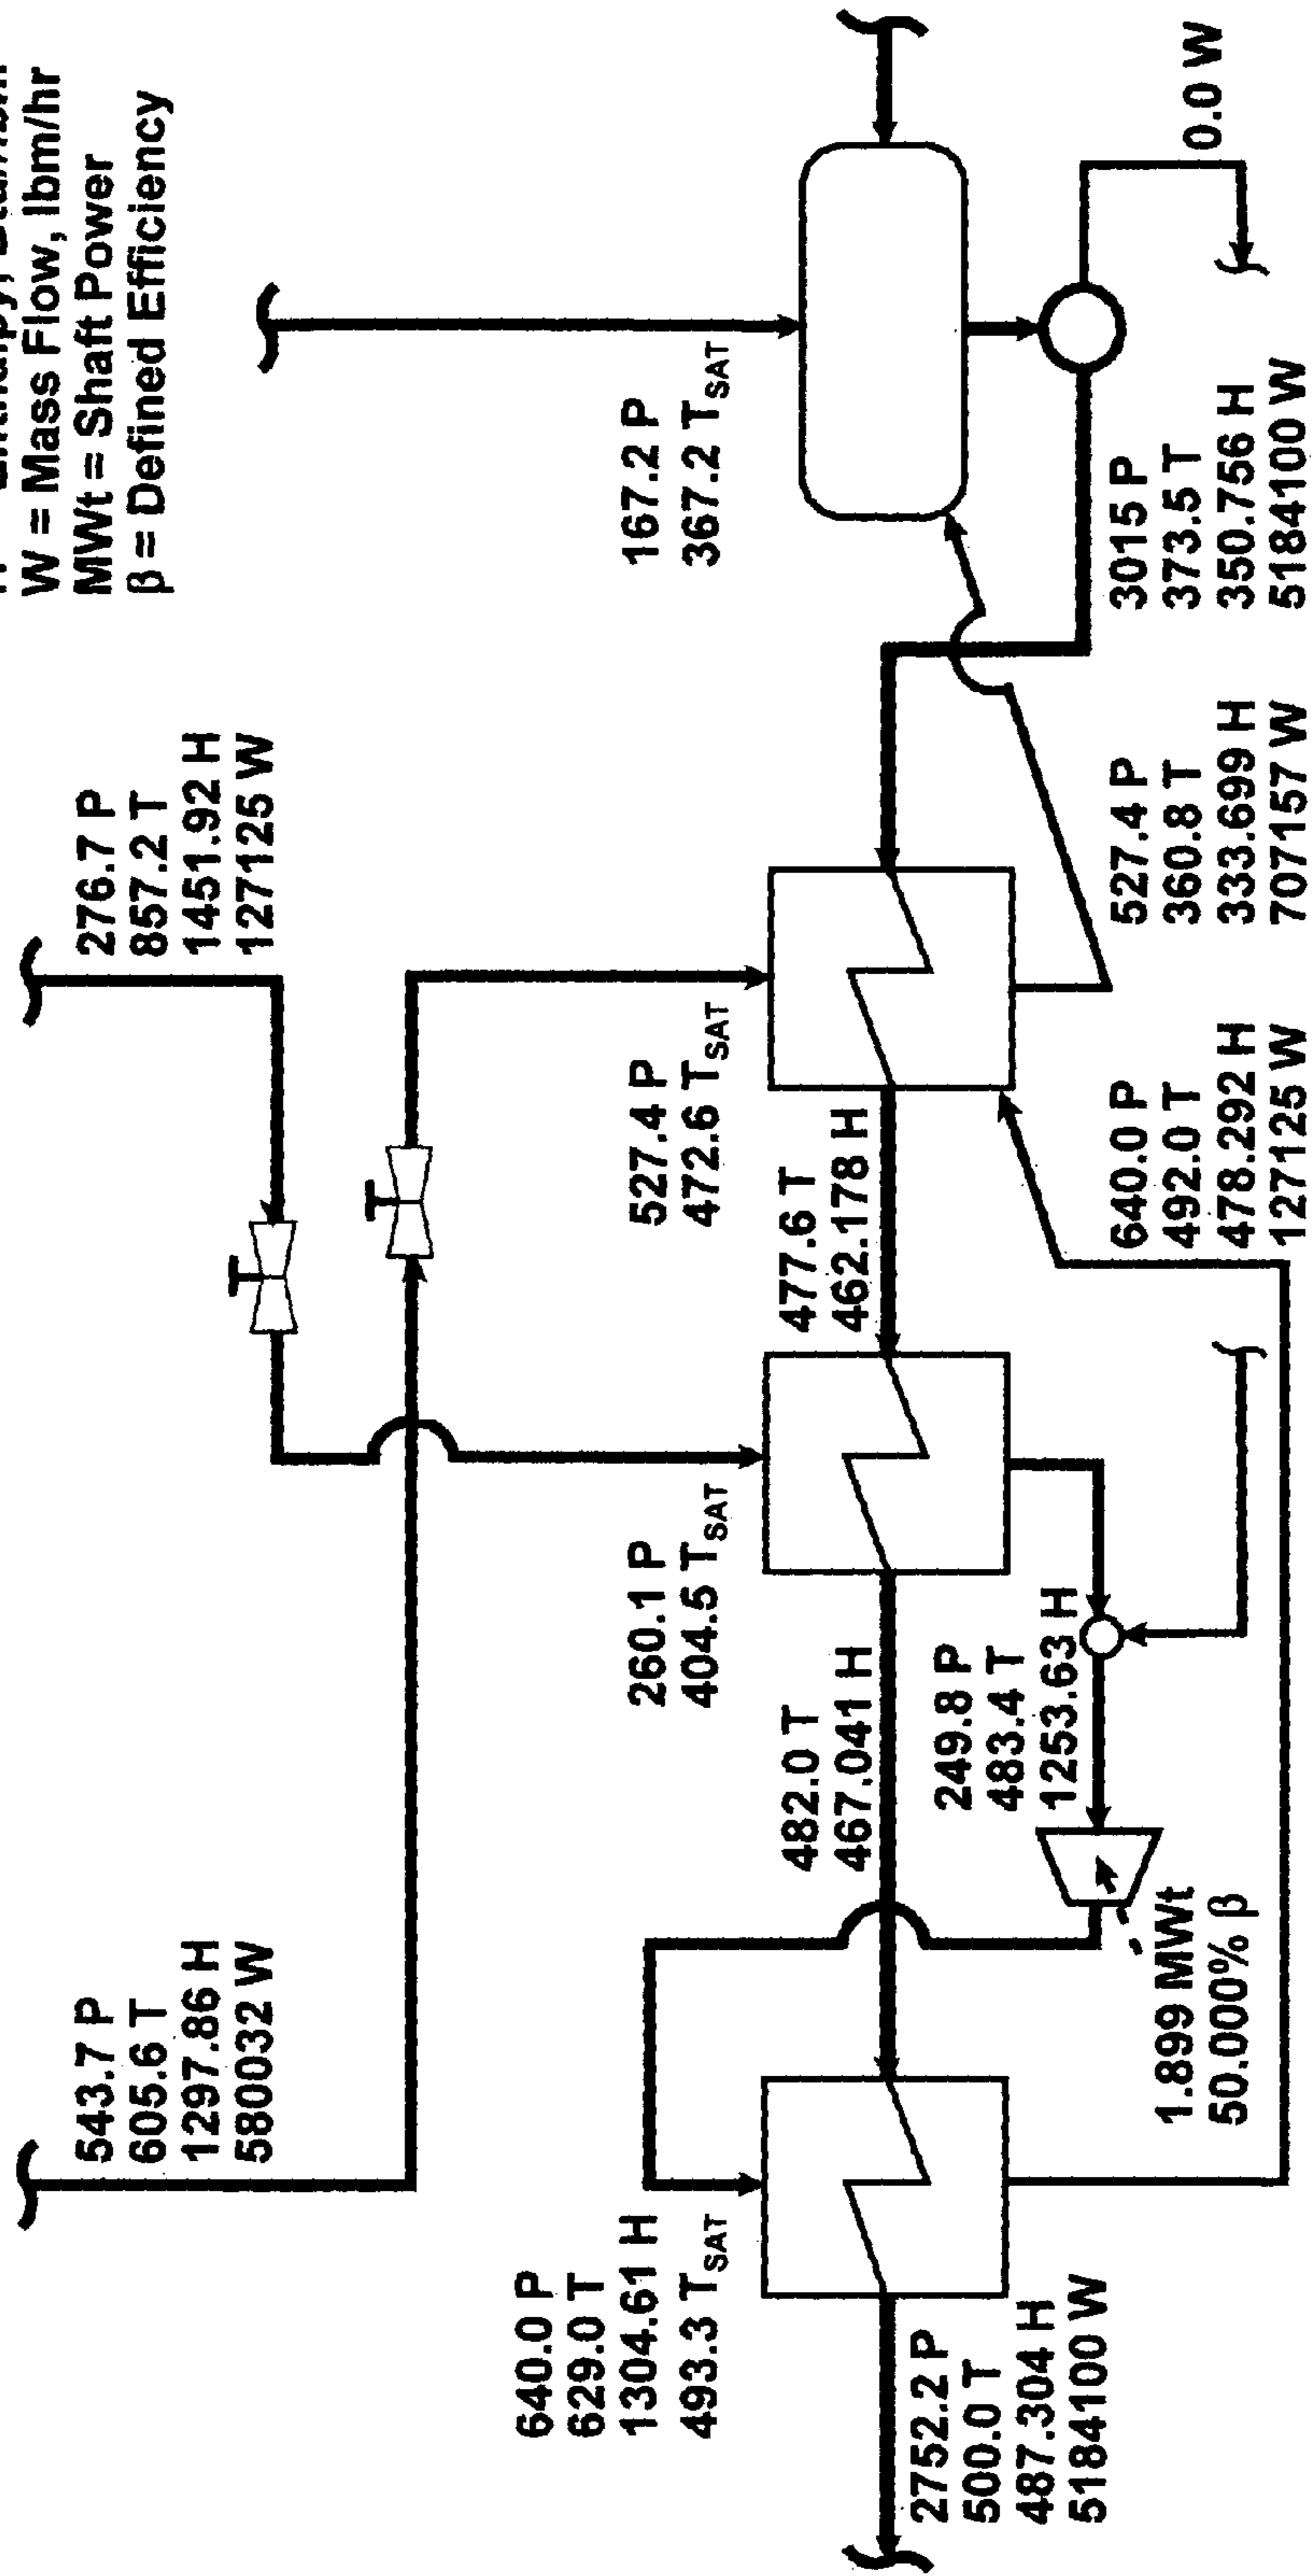 W = Mass Flow, lbm/hr
MWt = Shaft Power
β = Defined Efficiency
543.7 P
605.6 T
1297.86 H
580032 W
276.7 P
857.2 T
1451.92 H
127125 W
640.0 P
629.0 T
1304.61 H
493.3 TSAT
260.1 P
404.5 TSAT
527.4 P
472.6 TSAT
167.2 P
367.2 TSAT
482.0 T
467.041 H
477.6 T
462.178 H
2752.2 P
500.0 T
487.304 H
5184100 W
249.8 P
483.4 T
1253.63 H
1.899 MWt
50.000% β
640.0 P
492.0 T
478.292 H
127125 W
527.4 P
360.8 T
333.699 H
707157 W
3015 P
373.5 T
350.756 H
5184100 W
0.0 W